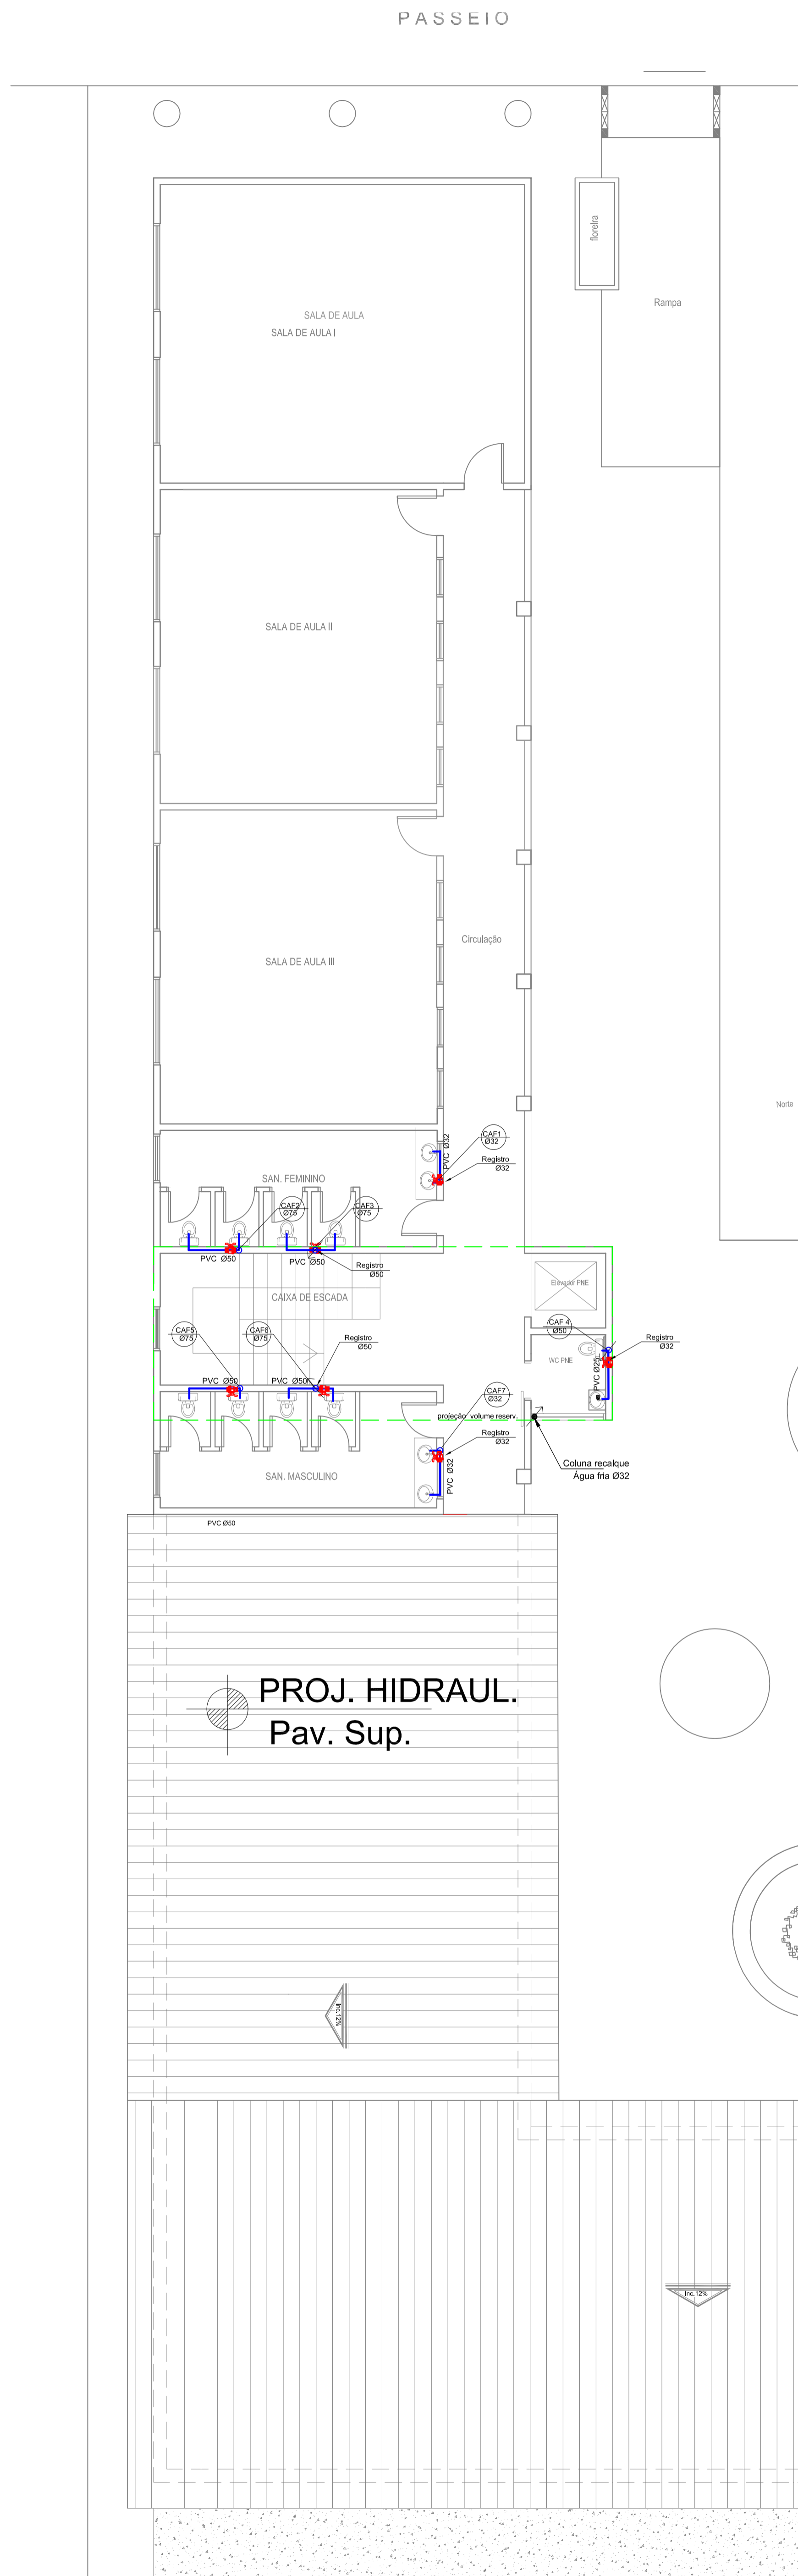 PASSEIO
floreira
Rampa
SALA DE AULA
SALA DE AULA I
SALA DE AULA II
Circulação
SALA DE AULA III
Norte
CAF1
Ø32
PVC Ø32
Registro
Ø32
SAN. FEMININO
CAF2
Ø75
CAF3
Ø75
PVC Ø50
PVC Ø50
Registro
Ø50
Elevador PNE
CAIXA DE ESCADA
CAF 4
Ø50
CAF5
Ø75
CAF6
Ø75
Registro
Ø50
Registro
Ø32
WC PNE
PVC Ø25
PVC Ø50
PVC Ø50
CAF7
Ø32
projeção volume reserv.
Registro
Ø32
Coluna recalque
Água fria Ø32
PVC Ø32
SAN. MASCULINO
PVC Ø50
PROJ. HIDRAUL.
Pav. Sup.
inc.12%
inc.12%